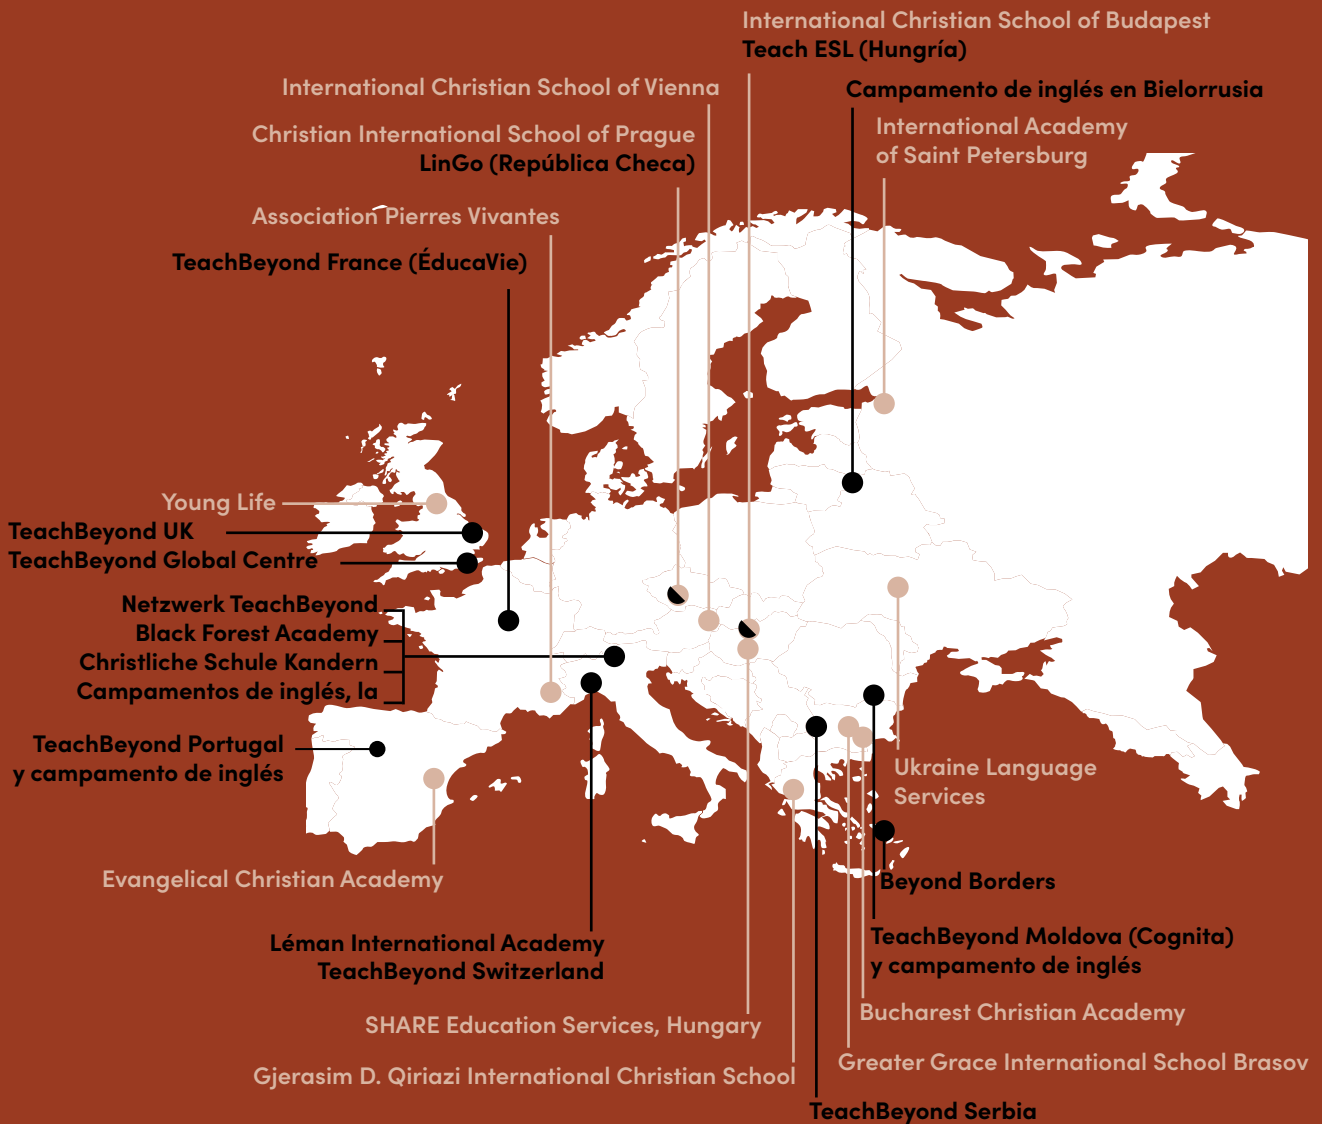 International Christian School of Budapest
Teach ESL (Hungría)
International Christian School of Vienna
Campamento de inglés en Bielorrusia
Christian International School of Prague
LinGo (República Checa)
International Academy
of Saint Petersburg
Association Pierres Vivantes
TeachBeyond France (ÉducaVie)
Young Life
TeachBeyond UK
TeachBeyond Global Centre
Netzwerk TeachBeyond
Black Forest Academy
Christliche Schule Kandern
Campamentos de inglés, la
TeachBeyond Portugal
y campamento de inglés
Ukraine Language
Services
Evangelical Christian Academy
Beyond Borders
Léman International Academy
TeachBeyond Switzerland
TeachBeyond Moldova (Cognita)
y campamento de inglés
Bucharest Christian Academy
SHARE Education Services, Hungary
Greater Grace International School Brasov
Gjerasim D. Qiriazi International Christian School
TeachBeyond Serbia